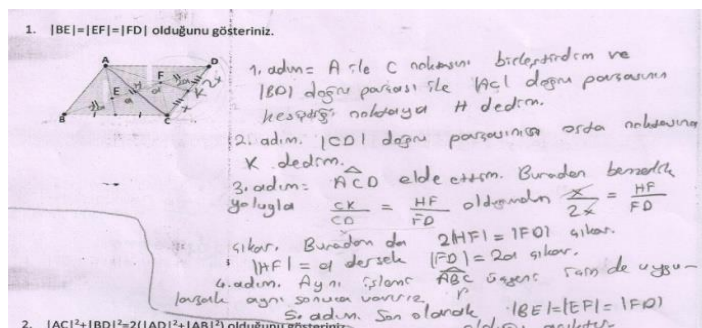 1. |BE|=|EF|=|FD| olduğunu gösteriniz.
A
D
F
H
K
E
B
C
1. adım= A ile C noktasını birleştirdim ve
|BD| doğru parçası ile |AC| doğru parçasının
kesiştiği noktaya H dedim.
2. adım. |CD| doğru parçasının orta noktasına
K dedim.
3. adım= ACD elde ettim. Buradan benzerlik
yoluyla CK/CD = HF/FD olduğundan x/2x = HF/FD
çıkar. Buradan da 2|HF| = |FD| çıkar.
|HF| = a dersek |FD| = 2a çıkar.
4. adım. Aynı işlemi ABC üçgeni için de uygu-
larsak aynı sonuca varırız.
5. adım. Son olarak |BE|=|EF|=|FD|
2. |AC|²+|BD|²=2(|AD|²+|AB|²) olduğunu gösteriniz.